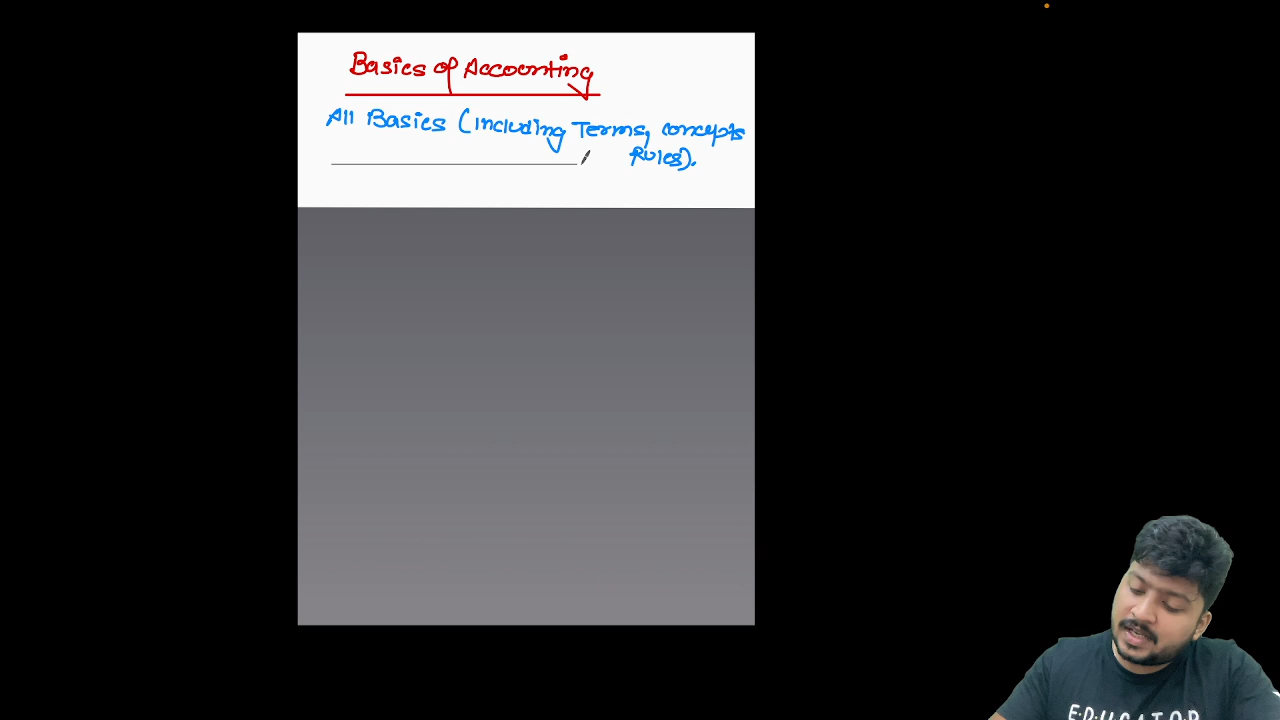 Basics of Accounting
All Basics (Including Terms, concepts
Rules).
E·D·U·C·A·T·O·R